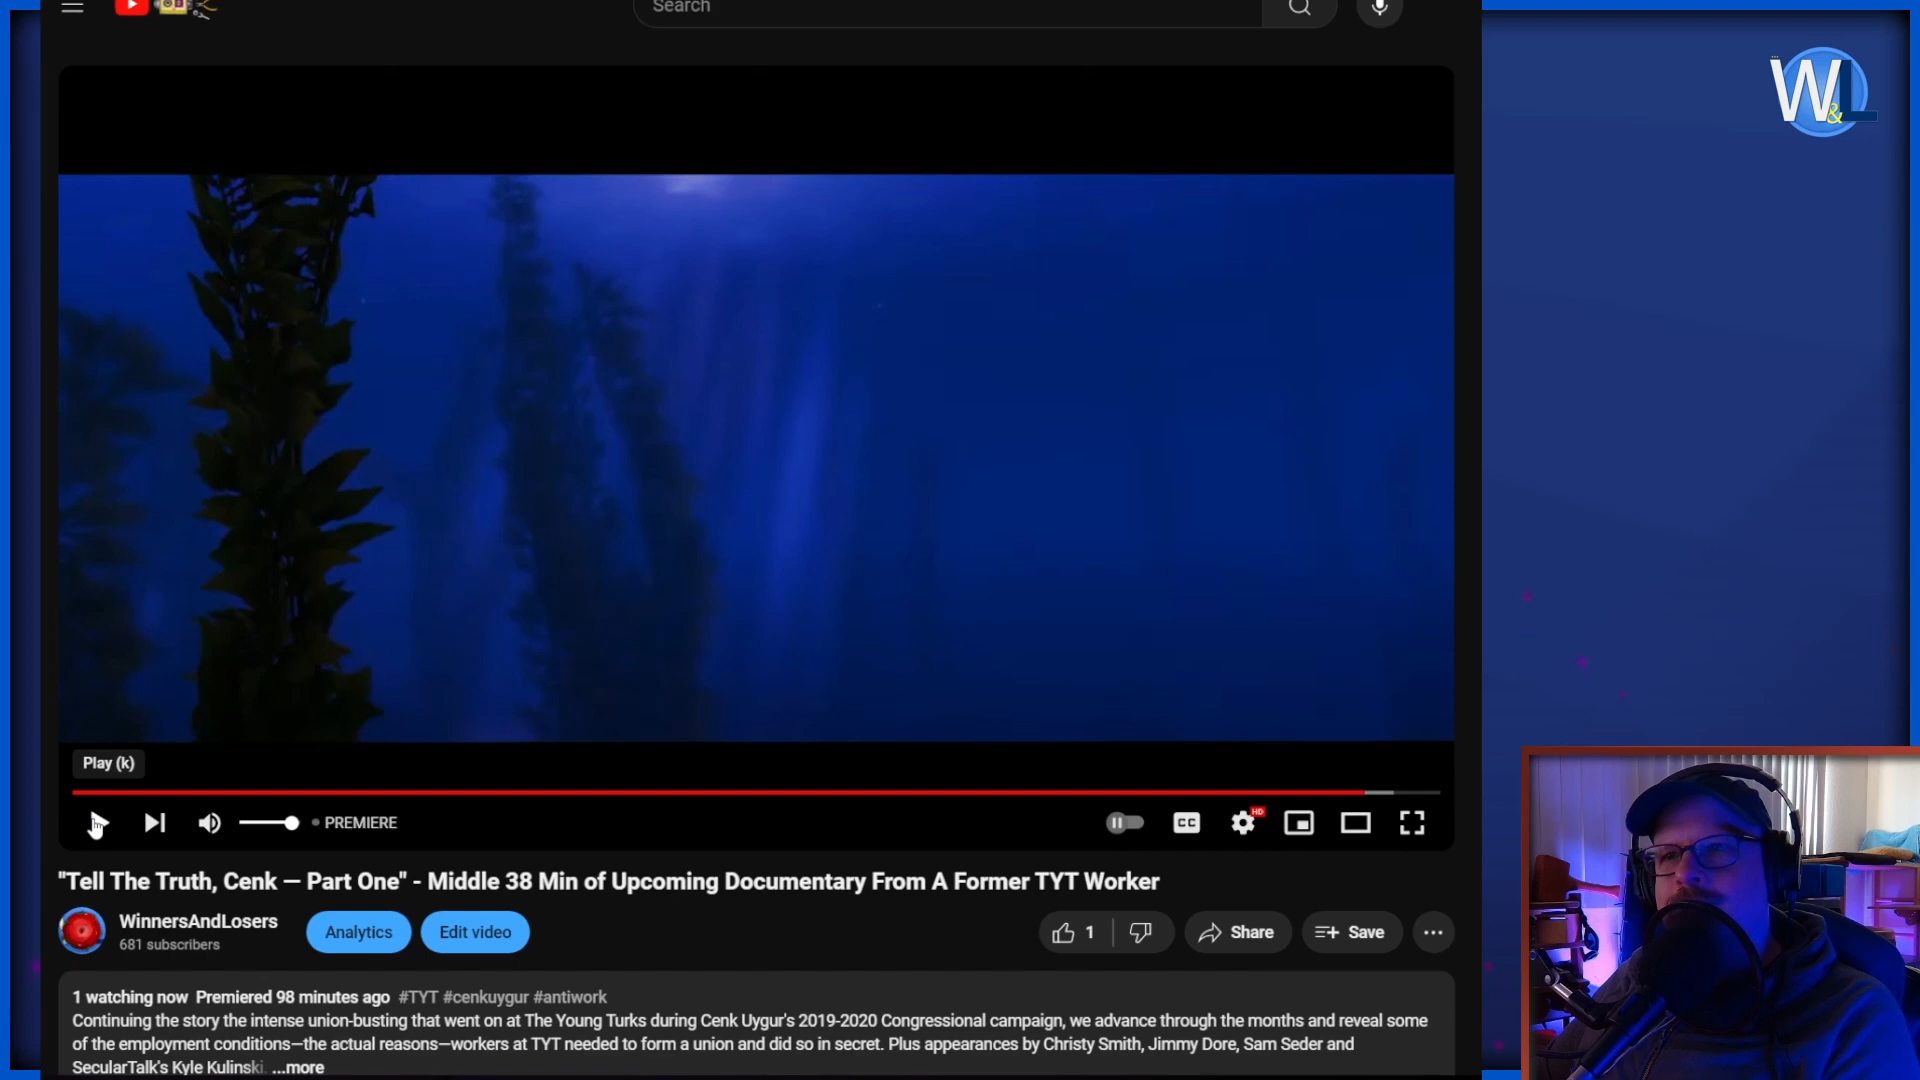 Search
W&L
Play (k)
PREMIERE
CC
HD
"Tell The Truth, Cenk — Part One" - Middle 38 Min of Upcoming Documentary From A Former TYT Worker
WinnersAndLosers
681 subscribers
Analytics
Edit video
1
Share
Save
1 watching now Premiered 98 minutes ago #TYT #cenkuygur #antiwork
Continuing the story the intense union-busting that went on at The Young Turks during Cenk Uygur's 2019-2020 Congressional campaign, we advance through the months and reveal some
of the employment conditions—the actual reasons—workers at TYT needed to form a union and did so in secret. Plus appearances by Christy Smith, Jimmy Dore, Sam Seder and
SecularTalk's Kyle Kulinski. ...more